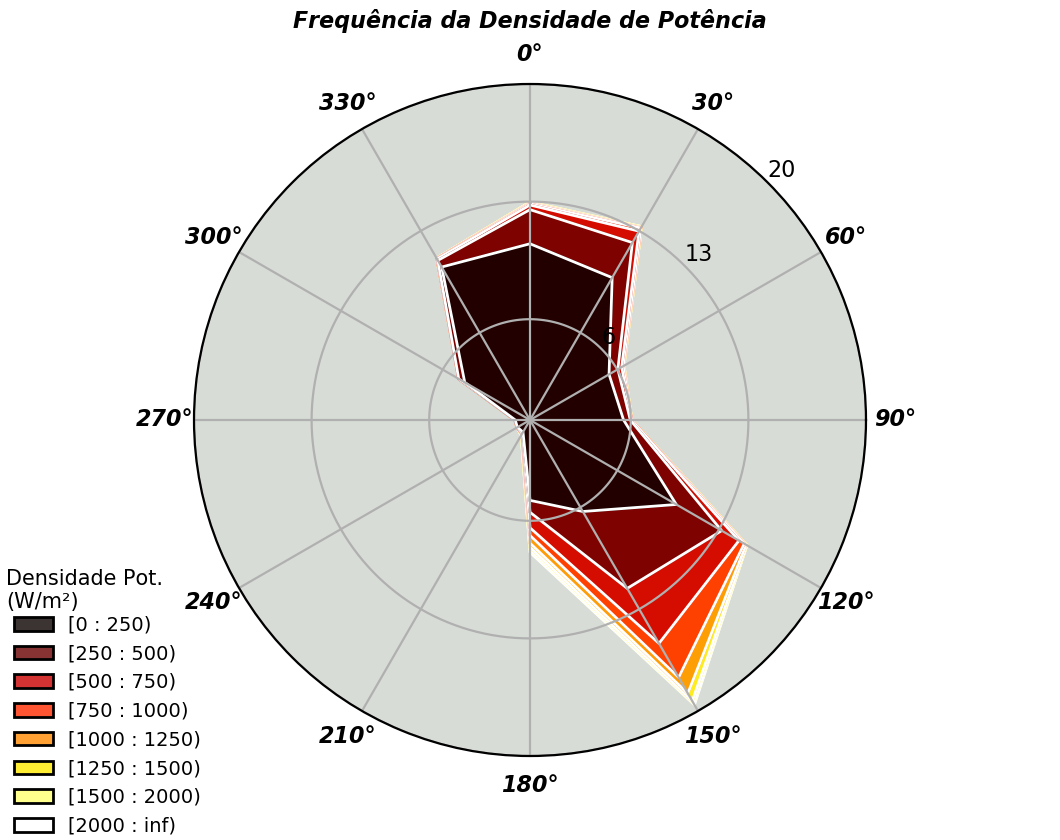 Frequência da Densidade de Potência
0°
330°
30°
20
300°
60°
13
6
270°
90°
Densidade Pot.
(W/m²)
240°
120°
[0 : 250)
[250 : 500)
[500 : 750)
[750 : 1000)
210°
150°
[1000 : 1250)
[1250 : 1500)
180°
[1500 : 2000)
[2000 : inf)